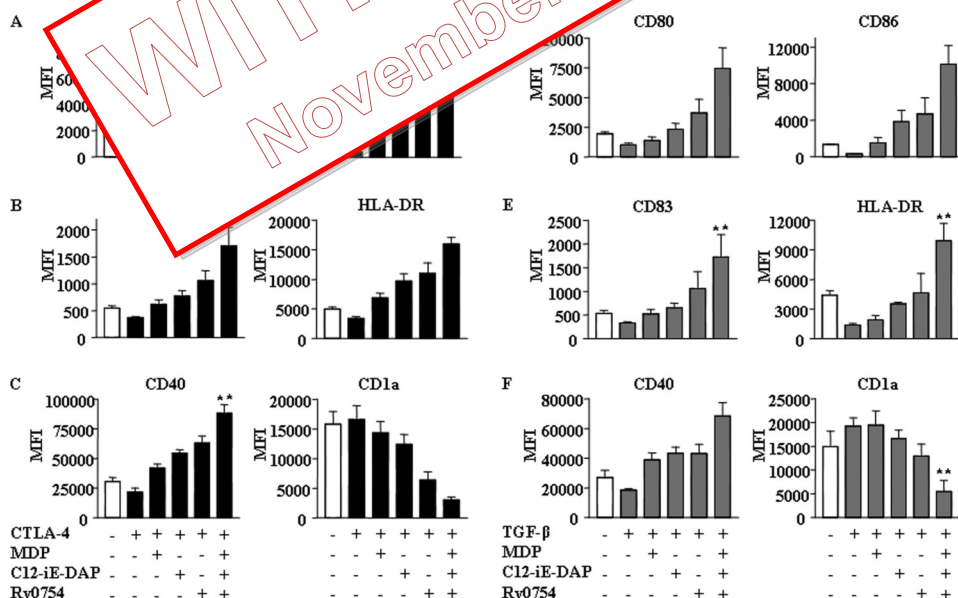 A
CD80
CD86
MFI
4000
2000
0
MFI
7500
5000
2500
0
MFI
12000
8000
4000
0
WIT
November
B
HLA-DR
E
CD83
HLA-DR
MFI
2000
1500
1000
500
0
MFI
20000
15000
10000
5000
0
MFI
2500
2000
1500
1000
500
0
**
MFI
12000
9000
6000
3000
0
**
C
CD40
CD1a
F
CD40
CD1a
MFI
100000
75000
50000
25000
0
**
MFI
20000
15000
10000
5000
0
MFI
80000
60000
40000
20000
0
MFI
25000
20000
15000
10000
5000
0
**
CTLA-4 - + + + + + - + + + + + TGF-β - + + + + + - + + + + +
MDP - - + - - + - - + - - + MDP - - + - - + - - + - - +
C12-iE-DAP - - - + - + - - - + - + C12-iE-DAP - - - + - + - - - + - +
Rv0754 - - - - + + - - - - + + Rv0754 - - - - + - - - - - + -